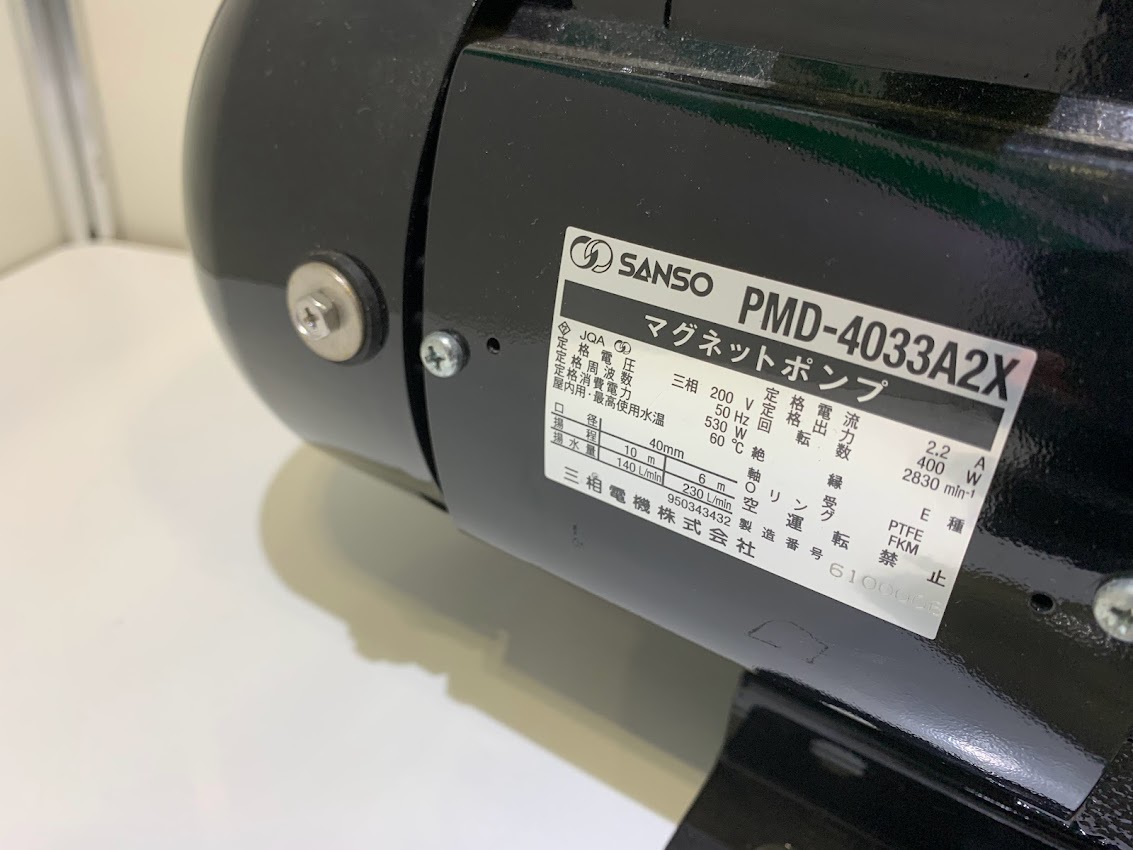 SANSO PMD-4033A2X
マグネットポンプ
JQA
定格電圧 三相 200 V 定格電流 2.2 A
定格周波数 50 Hz 定格出力 400 W
定格消費電力 530 W 回転数 2830 min⁻¹
屋内用・最高使用水温 60 ℃ 絶縁 E 種
口径 40mm 軸受 PTFE
揚程 10 m 6 m Oリング FKM
揚水量 140 L/min 230 L/min 空運転禁止
950343432 製造番号
三相電機株式会社